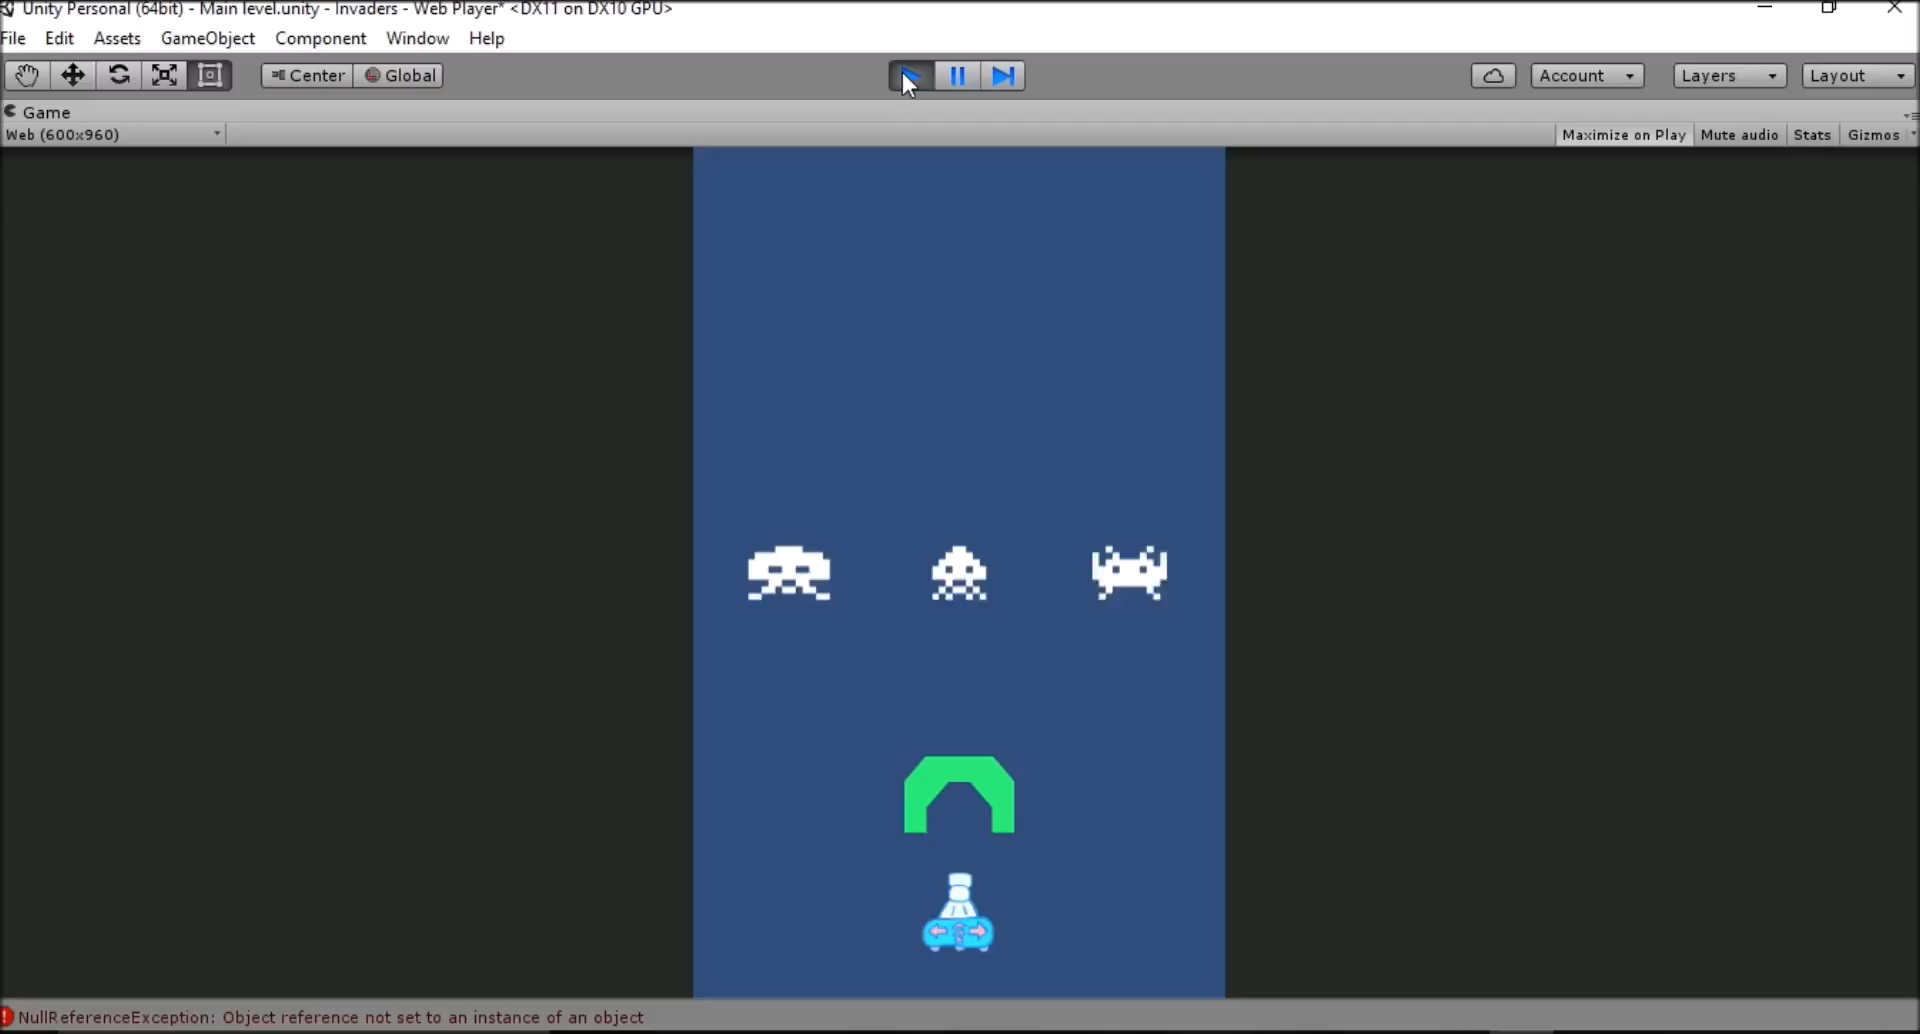 Unity Personal (64bit) - Main level.unity - Invaders - Web Player* <DX11 on DX10 GPU>
File Edit Assets GameObject Component Window Help
Center Global Account Layers Layout
Game
Web (600x960) Maximize on Play Mute audio Stats Gizmos
NullReferenceException: Object reference not set to an instance of an object